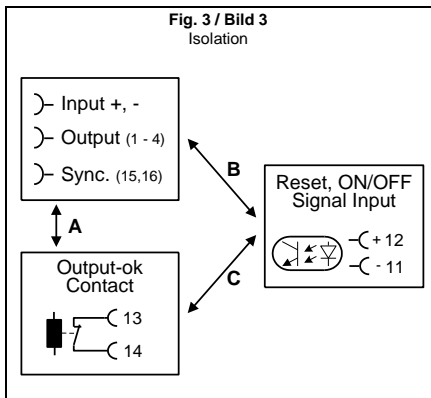 Fig. 3 / Bild 3
Isolation
Input +, -
Output (1 - 4)
Sync. (15,16)
B
A
Reset, ON/OFF
Signal Input
+ 12
- 11
Output-ok
Contact
C
13
14